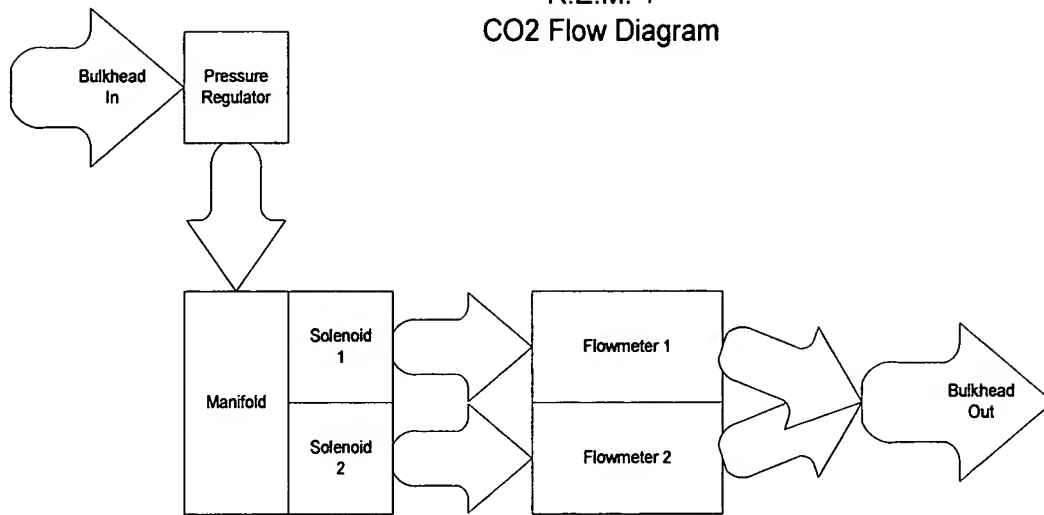 CO2 Flow Diagram
Bulkhead
In
Pressure
Regulator
Solenoid
1
Flowmeter 1
Manifold
Bulkhead
Out
Solenoid
2
Flowmeter 2